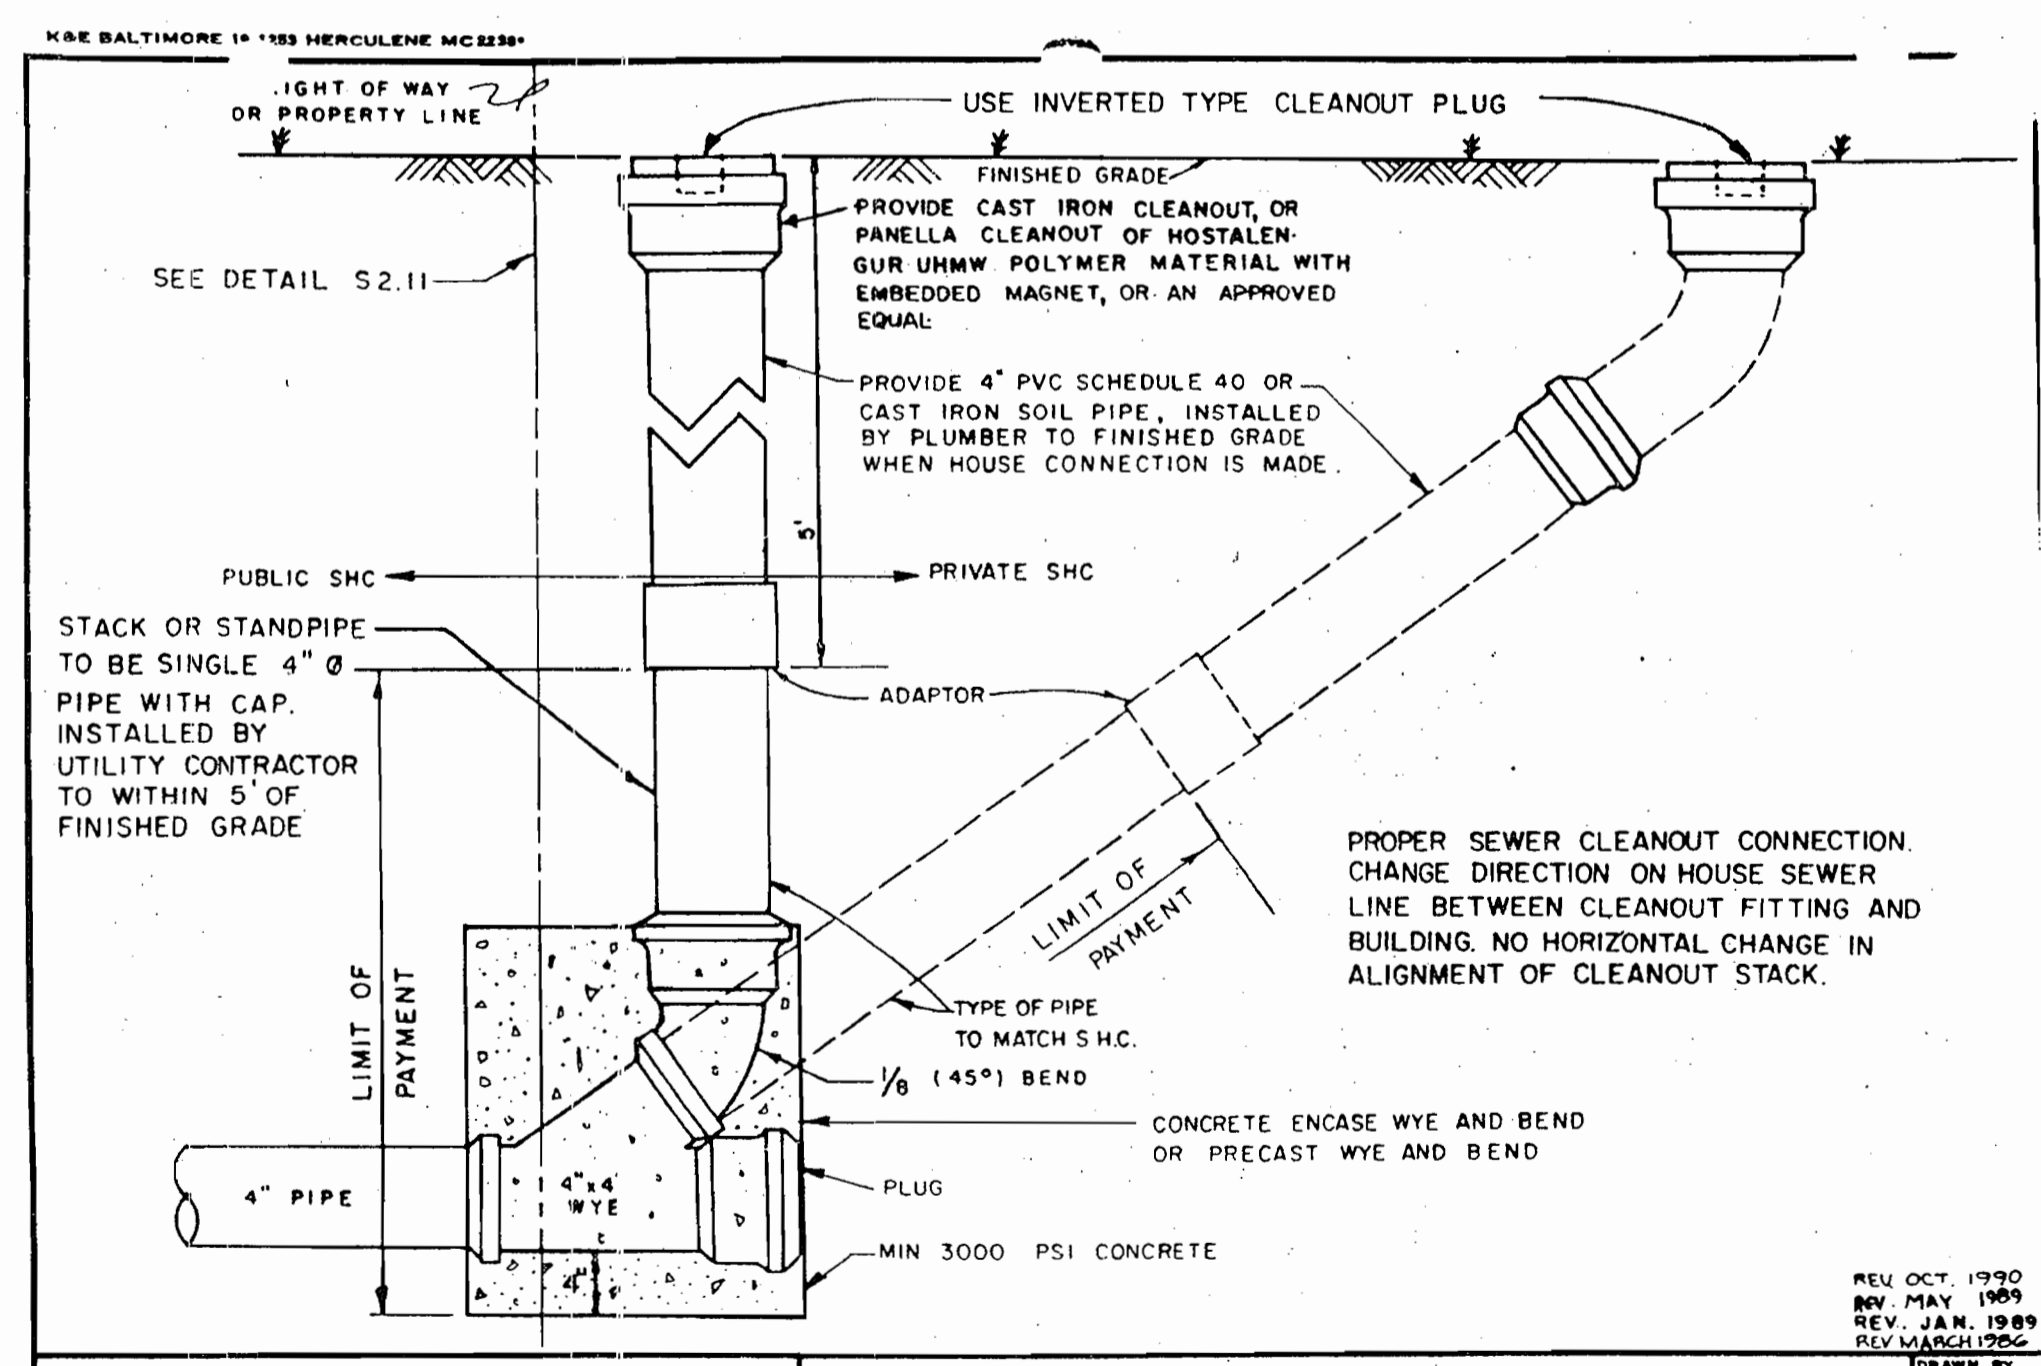 K&E BALTIMORE 19 1253 HERCULENE MC2238
.IGHT OF WAY
OR PROPERTY LINE
USE INVERTED TYPE CLEANOUT PLUG
FINISHED GRADE
PROVIDE CAST IRON CLEANOUT, OR
PANELLA CLEANOUT OF HOSTALEN-
GUR UHMW POLYMER MATERIAL WITH
EMBEDDED MAGNET, OR AN APPROVED
EQUAL
SEE DETAIL S2.11
PROVIDE 4" PVC SCHEDULE 40 OR
CAST IRON SOIL PIPE, INSTALLED
BY PLUMBER TO FINISHED GRADE
WHEN HOUSE CONNECTION IS MADE.
5'
PUBLIC SHC
PRIVATE SHC
STACK OR STANDPIPE
TO BE SINGLE 4" Ø
PIPE WITH CAP.
INSTALLED BY
UTILITY CONTRACTOR
TO WITHIN 5' OF
FINISHED GRADE
ADAPTOR
PROPER SEWER CLEANOUT CONNECTION.
CHANGE DIRECTION ON HOUSE SEWER
LINE BETWEEN CLEANOUT FITTING AND
BUILDING. NO HORIZONTAL CHANGE IN
ALIGNMENT OF CLEANOUT STACK.
LIMIT OF
PAYMENT
LIMIT OF
PAYMENT
TYPE OF PIPE
TO MATCH S H.C.
1/8 (45°) BEND
CONCRETE ENCASE WYE AND BEND
OR PRECAST WYE AND BEND
4" PIPE
4" x 4'
WYE
PLUG
4"
MIN 3000 PSI CONCRETE
REV. OCT. 1990
REV. MAY 1989
REV. JAN. 1989
REV MARCH 1986
DRAWN BY